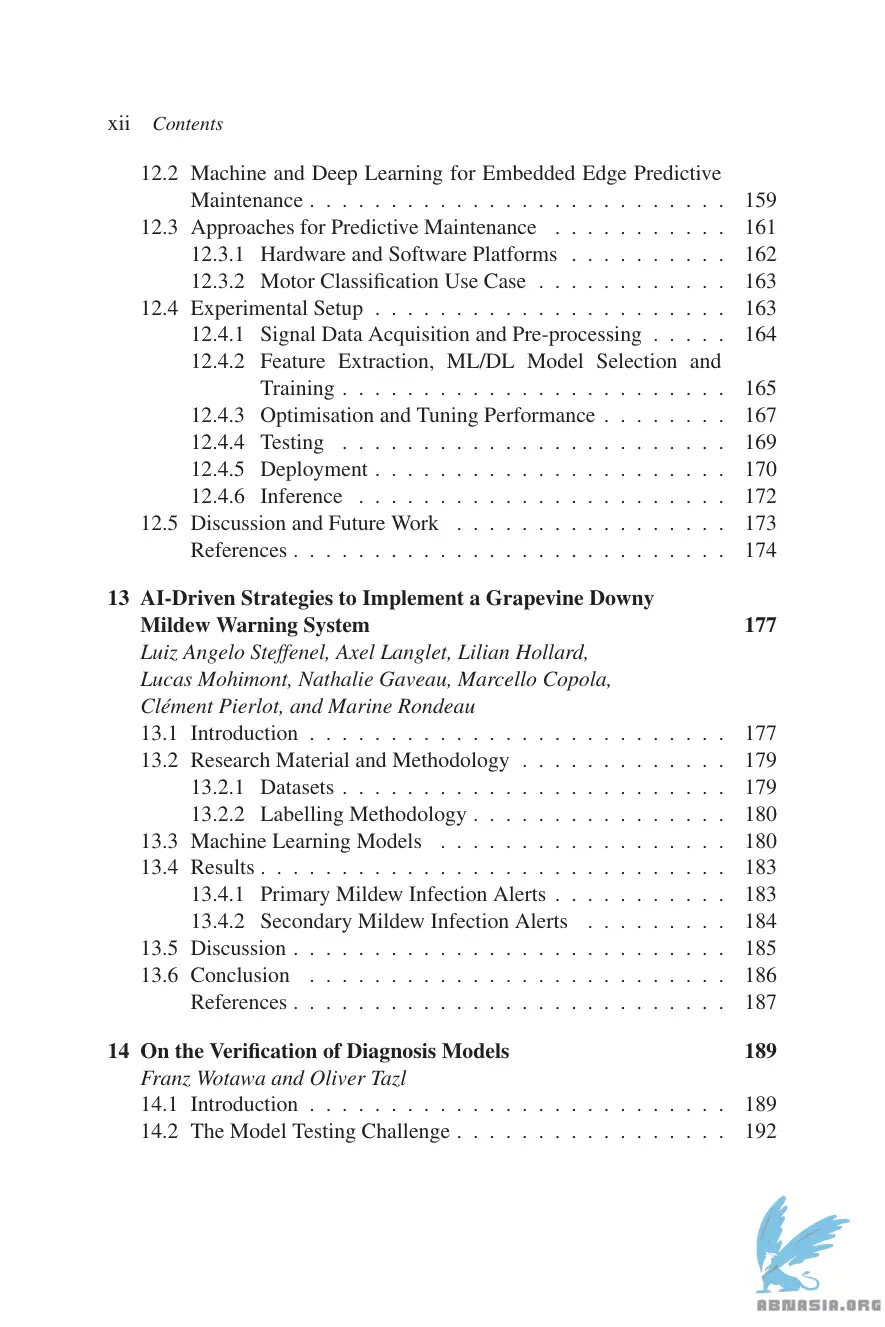 xii Contents
12.2 Machine and Deep Learning for Embedded Edge Predictive
Maintenance . . . . . . . . . . . . . . . . . . . . . . . . . . 159
12.3 Approaches for Predictive Maintenance . . . . . . . . . . . 161
12.3.1 Hardware and Software Platforms . . . . . . . . . . 162
12.3.2 Motor Classification Use Case . . . . . . . . . . . . 163
12.4 Experimental Setup . . . . . . . . . . . . . . . . . . . . . . 163
12.4.1 Signal Data Acquisition and Pre-processing . . . . . 164
12.4.2 Feature Extraction, ML/DL Model Selection and
Training . . . . . . . . . . . . . . . . . . . . . . . . 165
12.4.3 Optimisation and Tuning Performance . . . . . . . . 167
12.4.4 Testing . . . . . . . . . . . . . . . . . . . . . . . . 169
12.4.5 Deployment . . . . . . . . . . . . . . . . . . . . . . 170
12.4.6 Inference . . . . . . . . . . . . . . . . . . . . . . . 172
12.5 Discussion and Future Work . . . . . . . . . . . . . . . . . 173
References . . . . . . . . . . . . . . . . . . . . . . . . . . . 174
13 AI-Driven Strategies to Implement a Grapevine Downy
Mildew Warning System 177
Luiz Angelo Steffenel, Axel Langlet, Lilian Hollard,
Lucas Mohimont, Nathalie Gaveau, Marcello Copola,
Clément Pierlot, and Marine Rondeau
13.1 Introduction . . . . . . . . . . . . . . . . . . . . . . . . . . 177
13.2 Research Material and Methodology . . . . . . . . . . . . . 179
13.2.1 Datasets . . . . . . . . . . . . . . . . . . . . . . . . 179
13.2.2 Labelling Methodology . . . . . . . . . . . . . . . . 180
13.3 Machine Learning Models . . . . . . . . . . . . . . . . . . 180
13.4 Results . . . . . . . . . . . . . . . . . . . . . . . . . . . . . 183
13.4.1 Primary Mildew Infection Alerts . . . . . . . . . . . 183
13.4.2 Secondary Mildew Infection Alerts . . . . . . . . . 184
13.5 Discussion . . . . . . . . . . . . . . . . . . . . . . . . . . . 185
13.6 Conclusion . . . . . . . . . . . . . . . . . . . . . . . . . . 186
References . . . . . . . . . . . . . . . . . . . . . . . . . . . 187
14 On the Verification of Diagnosis Models 189
Franz Wotawa and Oliver Tazl
14.1 Introduction . . . . . . . . . . . . . . . . . . . . . . . . . . 189
14.2 The Model Testing Challenge . . . . . . . . . . . . . . . . . 192
ABNASIA.ORG